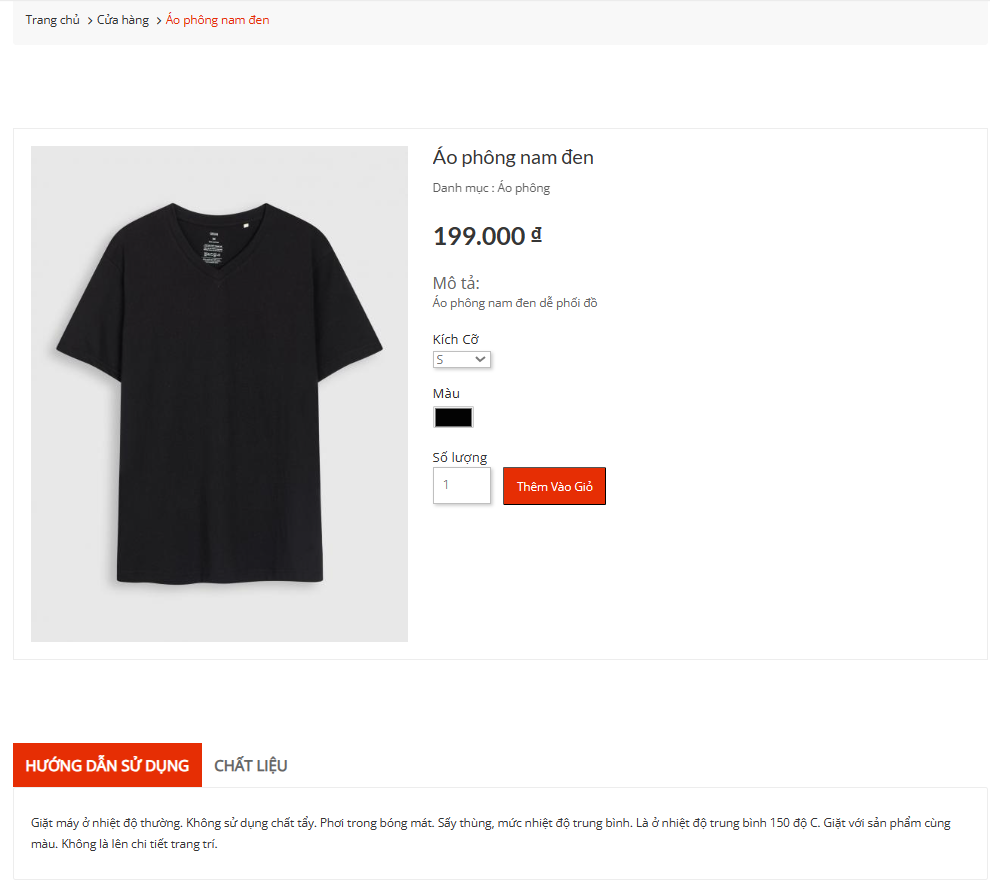 Trang chủ > Cửa hàng > Áo phông nam đen
Áo phông nam đen
Danh mục : Áo phông
199.000 ₫
Mô tả:
Áo phông nam đen dễ phối đồ
Kích Cỡ
S
Màu
Số lượng
1 Thêm Vào Giỏ
HƯỚNG DẪN SỬ DỤNG CHẤT LIỆU
Giặt máy ở nhiệt độ thường. Không sử dụng chất tẩy. Phơi trong bóng mát. Sấy thùng, mức nhiệt độ trung bình. Là ở nhiệt độ trung bình 150 độ C. Giặt với sản phẩm cùng
màu. Không là lên chi tiết trang trí.